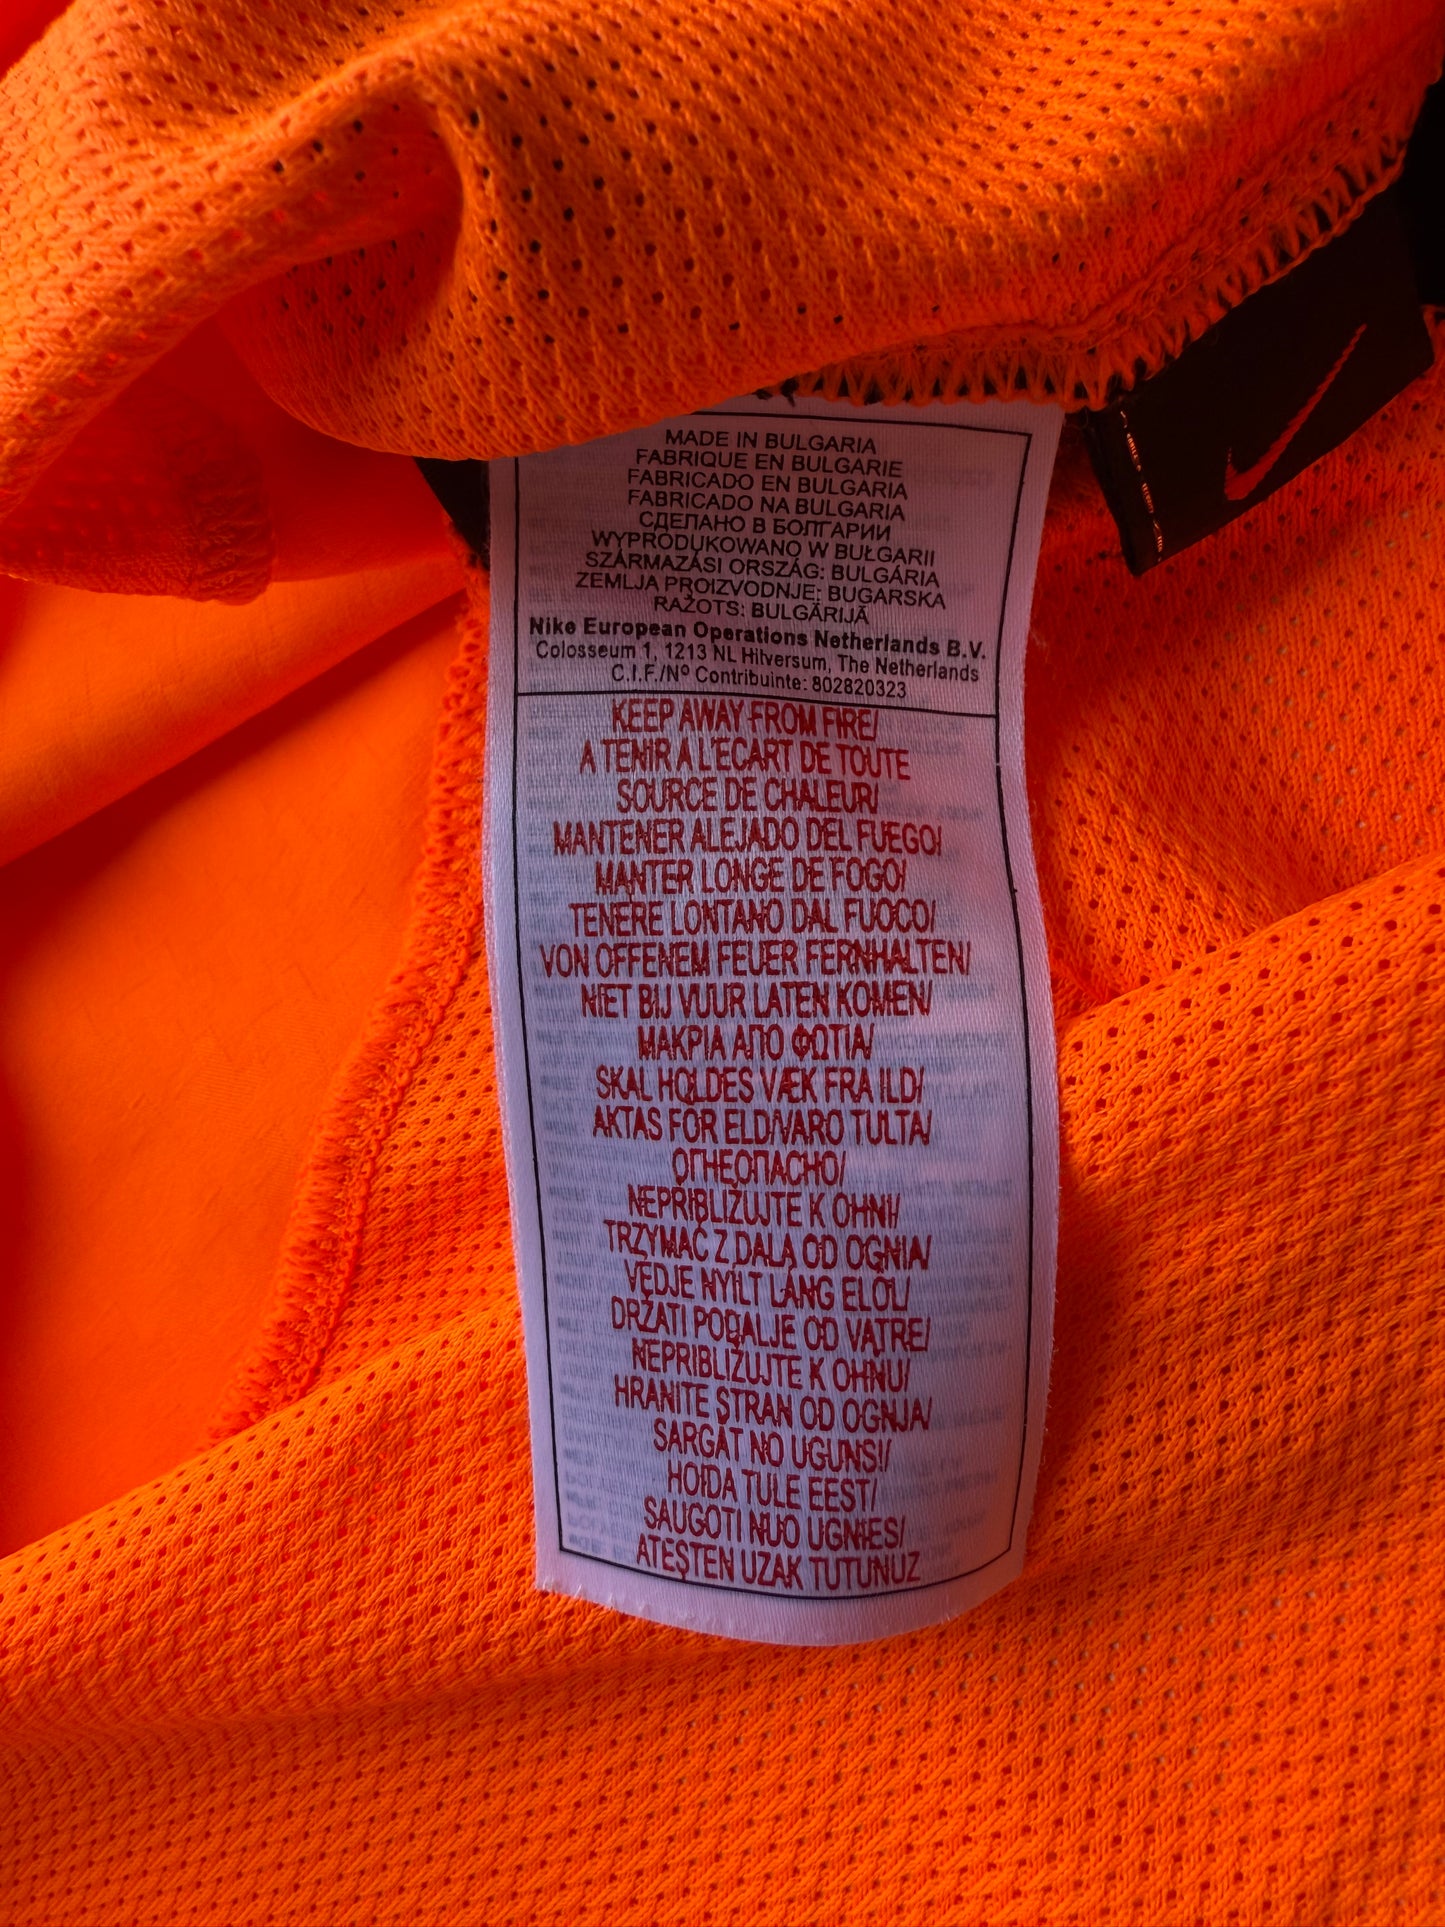 MADE IN BULGARIA
FABRIQUE EN BULGARIE
FABRICADO EN BULGARIA
FABRICADO NA BULGARIA
СДЕЛАНО В БОЛГАРИИ
WYPRODUKOWANO W BUŁGARII
SZÁRMAZÁSI ORSZÁG: BULGÁRIA
ZEMLJA PROIZVODNJE: BUGARSKA
RAŽOTS: BULGĀRIJĀ
Nike European Operations Netherlands B.V.
Colosseum 1, 1213 NL Hilversum, The Netherlands
C.I.F./Nº Contribuinte: 802820323
KEEP AWAY FROM FIRE/
A TENIR A L'ECART DE TOUTE
SOURCE DE CHALEUR/
MANTENER ALEJADO DEL FUEGO/
MANTER LONGE DE FOGO/
TENERE LONTANO DAL FUOCO/
VON OFFENEM FEUER FERNHALTEN/
NIET BIJ VUUR LATEN KOMEN/
ΜΑΚΡΙΑ ΑΠΟ ΦΩΤΙΑ/
SKAL HOLDES VÆK FRA ILD/
AKTAS FÖR ELD/VARO TULTA/
ОГНЕОПАСНО/
NEPŘIBLIŽUJTE K OHNI/
TRZYMAĆ Z DALA OD OGNIA/
VÉDJE NYÍLT LÁNG ELŐL/
DRŽATI PODALJE OD VATRE/
NEPRIBLIŽUJTE K OHŇU/
HRANITE STRAN OD OGNJA/
SARGĀT NO UGUNS!/
HOIDA TULE EEST/
SAUGOTI NUO UGNIES/
ATEŞTEN UZAK TUTUNUZ